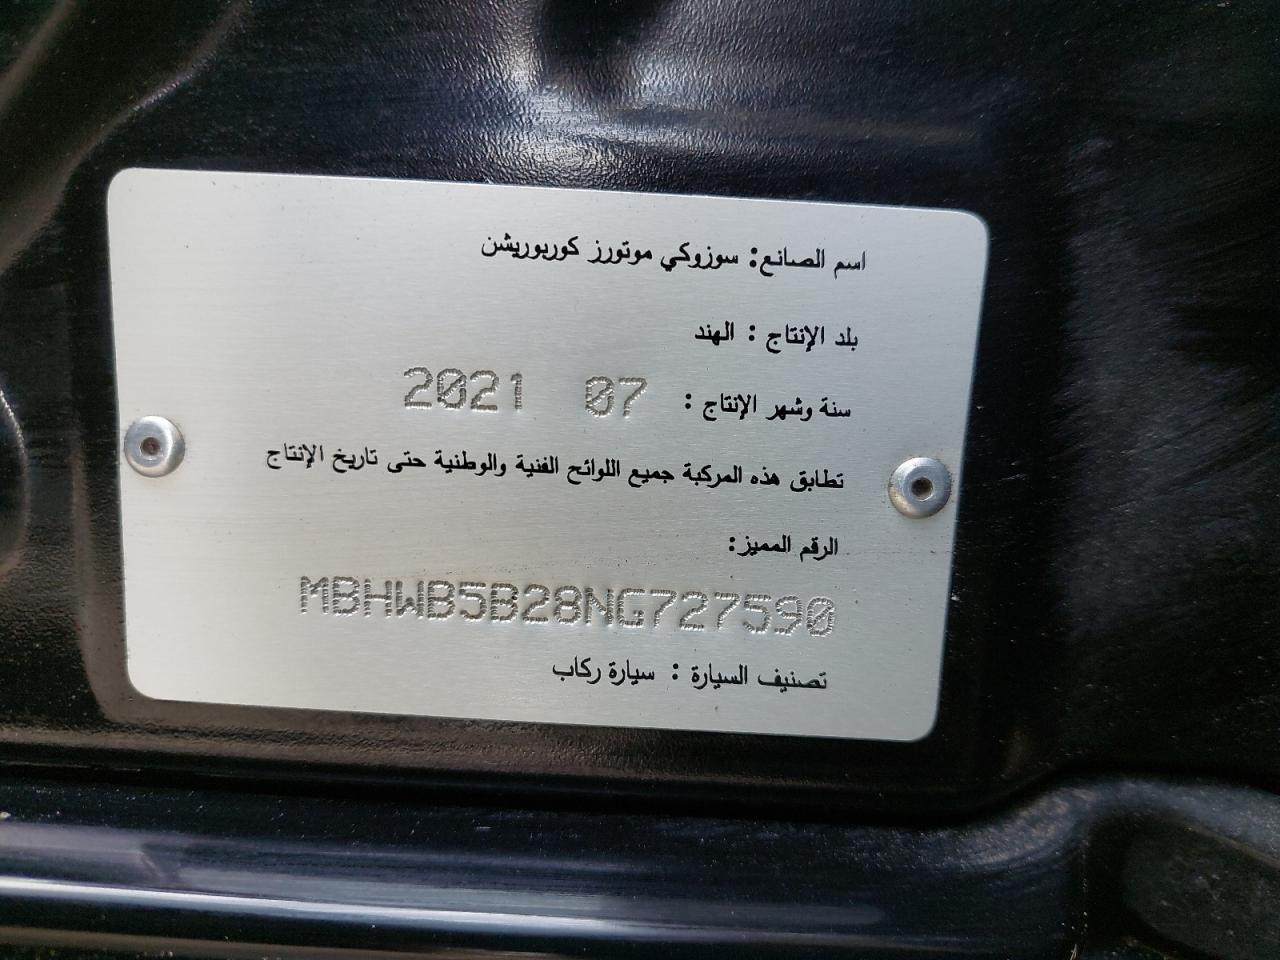 اسم الصانع: سوزوكي موتورز كوربوريشن
بلد الإنتاج : الهند
سنة وشهر الإنتاج : 07 2021
تطابق هذه المركبة جميع اللوائح الفنية والوطنية حتى تاريخ الإنتاج
الرقم المميز:
MBHWB5B28NG727590
تصنيف السيارة : سيارة ركاب